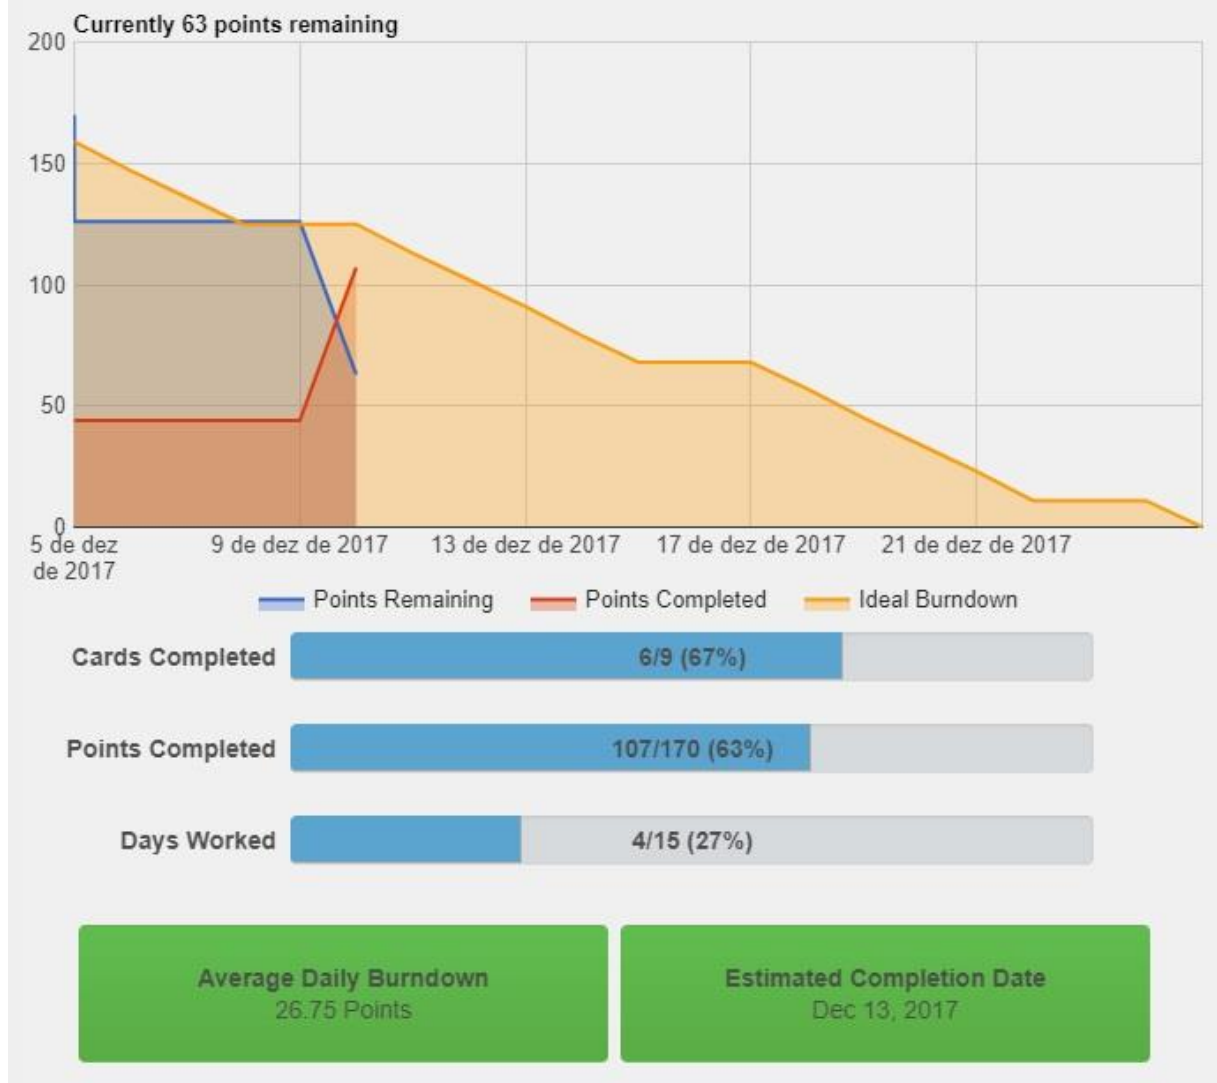 Currently 63 points remaining
200
150
100
50
0
5 de dez
de 2017
9 de dez de 2017
13 de dez de 2017
17 de dez de 2017
21 de dez de 2017
Points Remaining
Points Completed
Ideal Burndown
Cards Completed
6/9 (67%)
Points Completed
107/170 (63%)
Days Worked
4/15 (27%)
Average Daily Burndown
26.75 Points
Estimated Completion Date
Dec 13, 2017